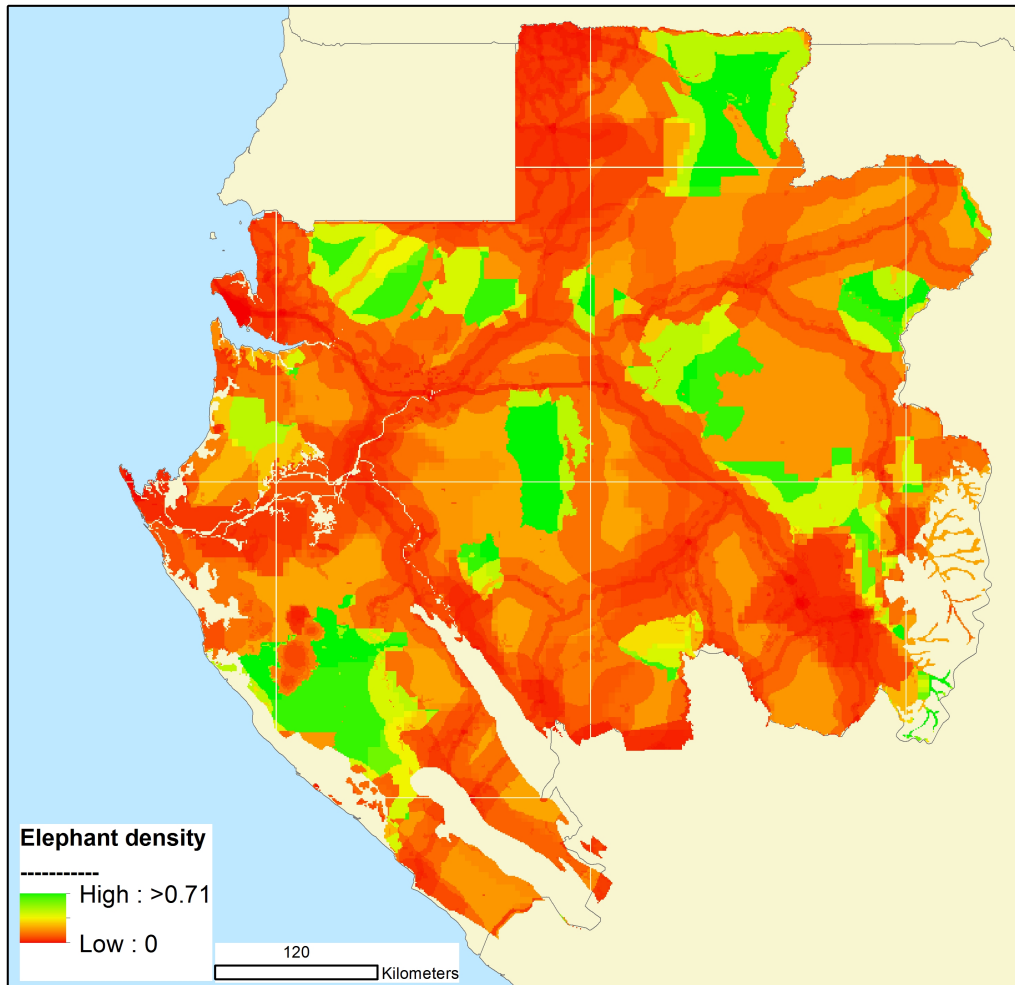 Elephant density
-----------
High : >0.71
Low : 0
120
Kilometers